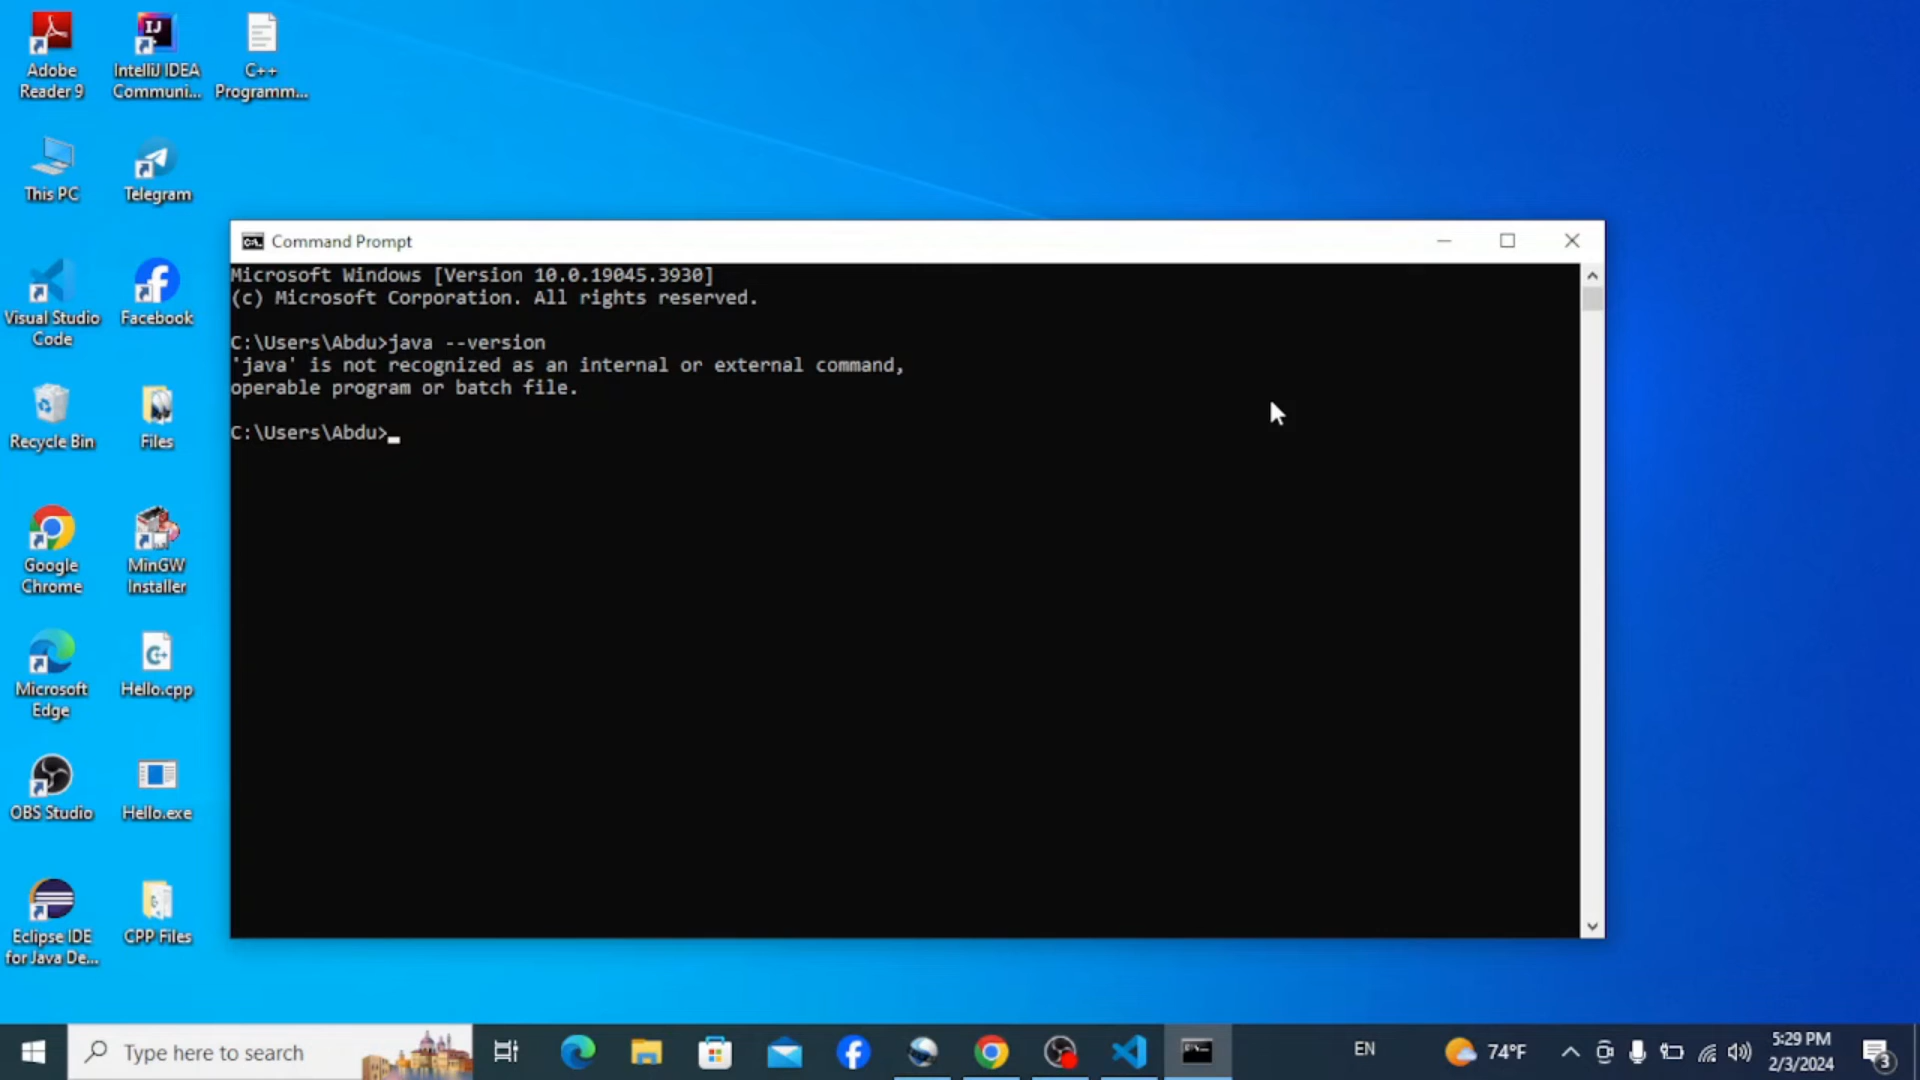 Adobe
Reader 9
IntelliJ IDEA
Communi...
C++
Programm...
This PC
Telegram
Visual Studio
Code
Facebook
Recycle Bin
Files
Google
Chrome
MinGW
Installer
Microsoft
Edge
Hello.cpp
OBS Studio
Hello.exe
Eclipse IDE
for Java De...
CPP Files
Command Prompt
Microsoft Windows [Version 10.0.19045.3930]
(c) Microsoft Corporation. All rights reserved.
C:\Users\Abdu>java --version
'java' is not recognized as an internal or external command,
operable program or batch file.
C:\Users\Abdu>
Type here to search
EN
74°F
5:29 PM
2/3/2024
3